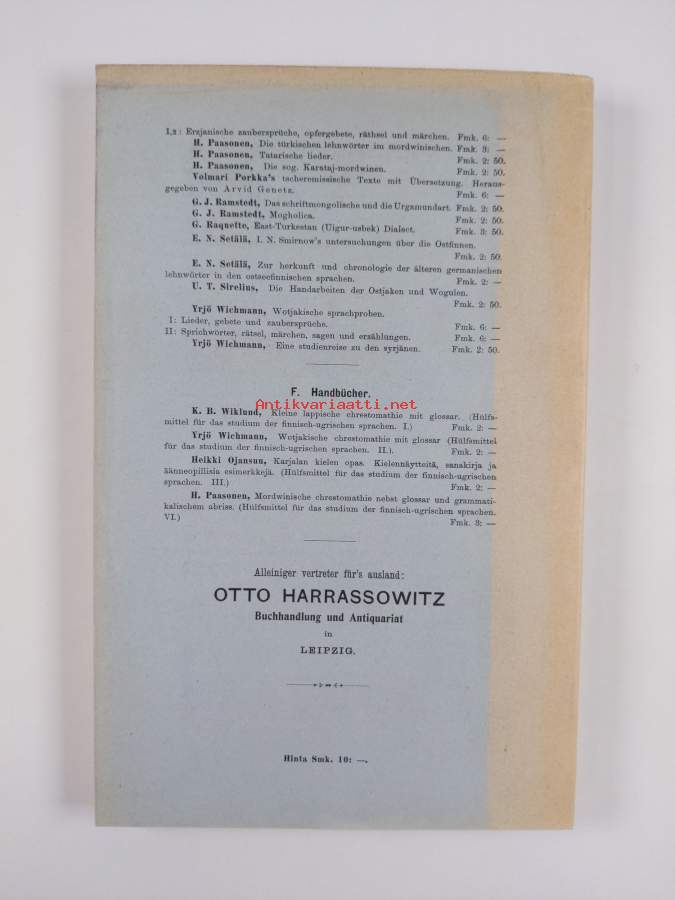 I,2: Erzjanische zaubersprüche, opfergebete, räthsel und märchen. Fmk. 6: —
H. Paasonen, Die türkischen lehnwörter im mordwinischen. Fmk. 3: —
H. Paasonen, Tatarische lieder. Fmk. 2: 50.
H. Paasonen, Die sog. Karataj-mordwinen. Fmk. 2: 50.
Volmari Porkka's tscheremissische Texte mit Übersetzung. Heraus-
gegeben von Arvid Genetz. Fmk. 6: —
G. J. Ramstedt, Das schriftmongolische und die Urgamundart. Fmk. 2: 50.
G. J. Ramstedt, Mogholica. Fmk. 2: 50.
G. Raquette, East-Turkestan (Uigur-usbek) Dialect. Fmk. 3: 50.
E. N. Setälä, I. N. Smirnow's untersuchungen über die Ostfinnen.
Fmk. 2: 50.
E. N. Setälä, Zur herkunft und chronologie der älteren germanischen
lehnwörter in den ostseefinnischen sprachen. Fmk. 2: —
U. T. Sirelius, Die Handarbeiten der Ostjaken und Wogulen.
Fmk. 2: 50.
Yrjö Wichmann, Wotjakische sprachproben.
I: Lieder, gebete und zaubersprüche. Fmk. 6: —
II: Sprichwörter, rätsel, märchen, sagen und erzählungen. Fmk. 6: —
Yrjö Wichmann, Eine studienreise zu den syrjänen. Fmk. 2: 50.
F. Handbücher.
Antikvariaatti.net
K. B. Wiklund, Kleine lappische chrestomathie mit glossar. (Hülfs-
mittel für das studium der finnisch-ugrischen sprachen. I.) Fmk. 2: —
Yrjö Wichmann, Wotjakische chrestomathie mit glossar (Hülfsmittel
für das studium der finnisch-ugrischen sprachen. II.). Fmk. 2: —
Heikki Ojansuu, Karjalan kielen opas. Kielennäytteitä, sanakirja ja
äänneopillisia esimerkkejä. (Hülfsmittel für das studium der finnisch-ugrischen
sprachen. III.) Fmk. 2: —
H. Paasonen, Mordwinische chrestomathie nebst glossar und grammati-
kalischem abriss. (Hülfsmittel für das studium der finnisch-ugrischen sprachen.
VI.) Fmk. 3: —
Alleiniger vertreter für's ausland:
OTTO HARRASSOWITZ
Buchhandlung und Antiquariat
in
LEIPZIG.
Hinta Smk. 10: —.